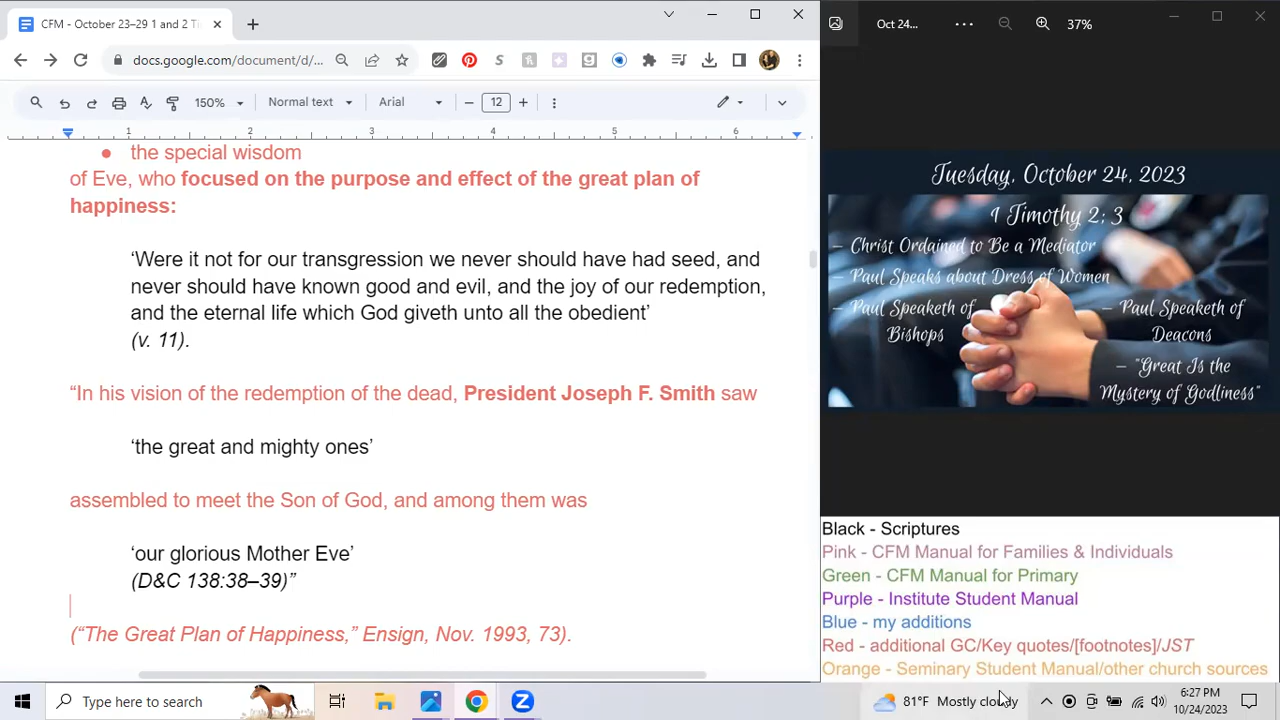 CFM - October 23–29 1 and 2 Ti
docs.google.com/document/d/...
150%
Normal text
Arial
12
1 2 3 4 5 6
● the special wisdom
of Eve, who focused on the purpose and effect of the great plan of
happiness:
‘Were it not for our transgression we never should have had seed, and
never should have known good and evil, and the joy of our redemption,
and the eternal life which God giveth unto all the obedient’
(v. 11).
“In his vision of the redemption of the dead, President Joseph F. Smith saw
‘the great and mighty ones’
assembled to meet the Son of God, and among them was
‘our glorious Mother Eve’
(D&C 138:38–39)”
(“The Great Plan of Happiness,” Ensign, Nov. 1993, 73).
Oct 24...
37%
Tuesday, October 24, 2023
1 Timothy 2; 3
– Christ Ordained to Be a Mediator
– Paul Speaks about Dress of Women
– Paul Speaketh of
Bishops
– Paul Speaketh of
Deacons
– "Great Is the
Mystery of Godliness"
Black - Scriptures
Pink - CFM Manual for Families & Individuals
Green - CFM Manual for Primary
Purple - Institute Student Manual
Blue - my additions
Red - additional GC/Key quotes/[footnotes]/JST
Orange - Seminary Student Manual/other church sources
Type here to search
81°F Mostly cloudy
6:27 PM
10/24/2023